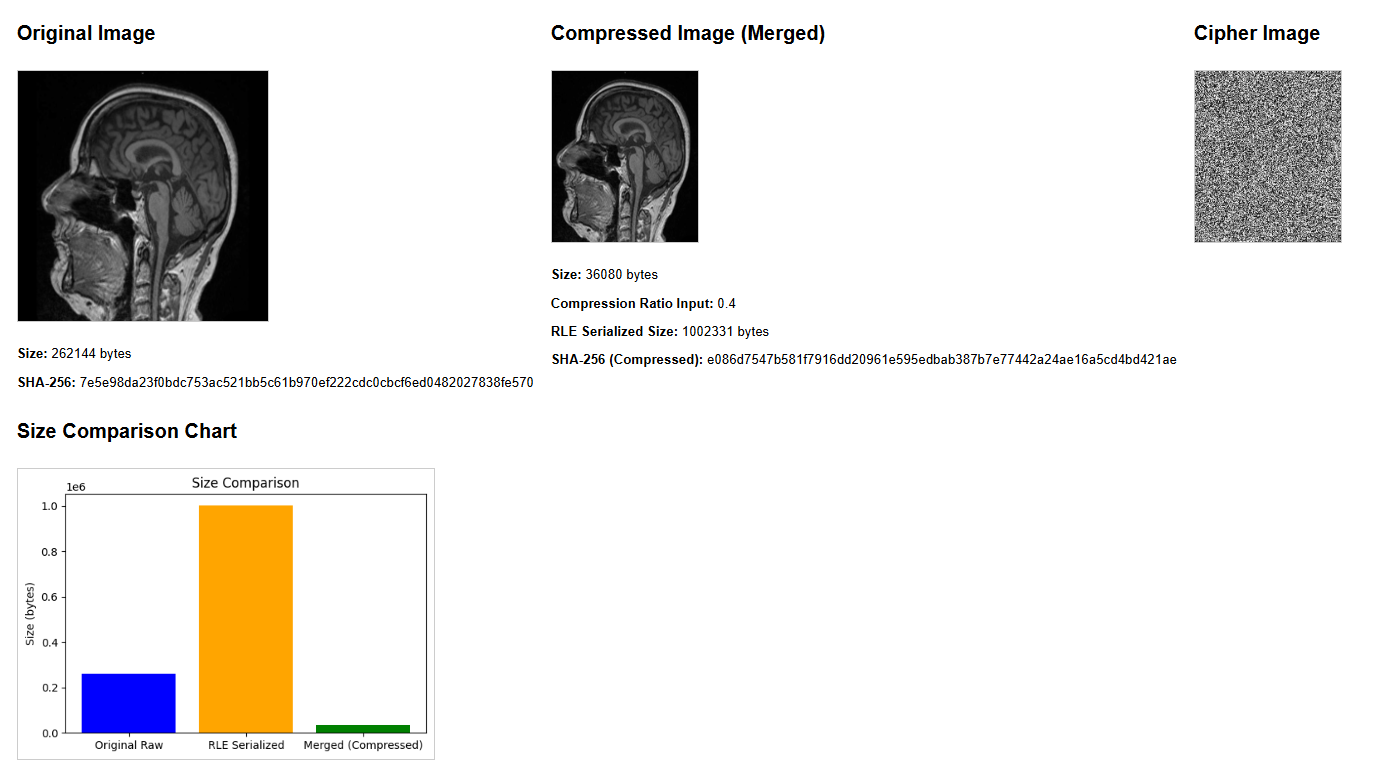 Original Image
Size: 262144 bytes
SHA-256: 7e5e98da23f0bdc753ac521bb5c61b970ef222cdc0cbcf6ed0482027838fe570
Compressed Image (Merged)
Size: 36080 bytes
Compression Ratio Input: 0.4
RLE Serialized Size: 1002331 bytes
SHA-256 (Compressed): e086d7547b581f7916dd20961e595edbab387b7e77442a24ae16a5cd4bd421ae
Cipher Image
Size Comparison Chart
Size Comparison
1e6
1.0
0.8
0.6
0.4
0.2
0.0
Size (bytes)
Original Raw
RLE Serialized
Merged (Compressed)